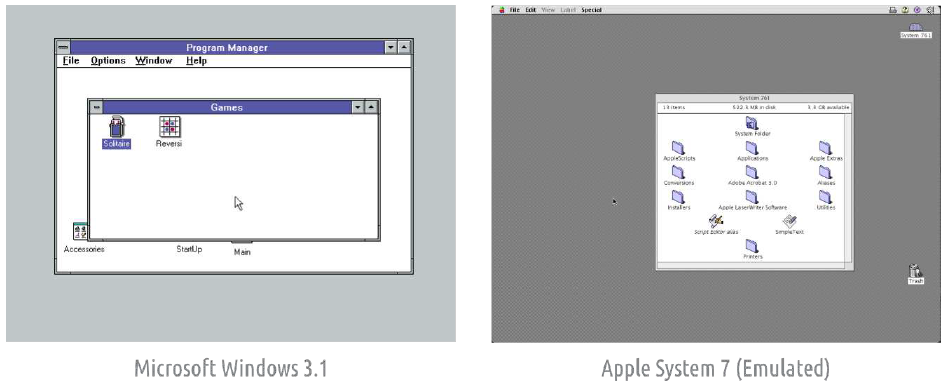 Program Manager
File Options Window Help
Games
Solitaire Reversi
Accessories StartUp Main
Microsoft Windows 3.1
File Edit View Label Special
System 761
System 761
13 items 502.3 MB in disk 3.4 GB available
System Folder
AppleScripts Applications Apple Extras
Conversions Adobe Acrobat 3.0 Aliases
Installers Apple LaserWriter Software Utilities
Script Editor alias SimpleText
Printers
Trash
Apple System 7 (Emulated)